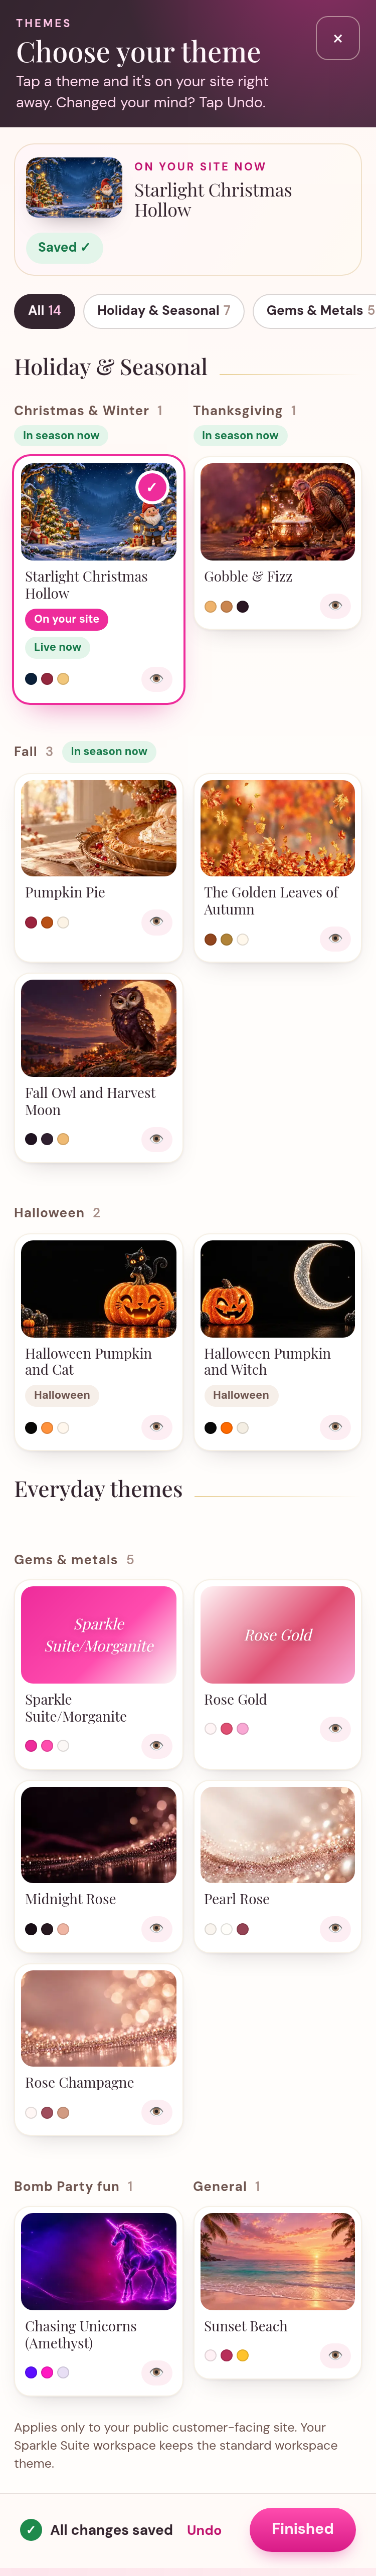 THEMES
Choose your theme
Tap a theme and it's on your site right
away. Changed your mind? Tap Undo.
×
ON YOUR SITE NOW
Starlight Christmas
Hollow
Saved ✓
All 14
Holiday & Seasonal 7
Gems & Metals 5
Holiday & Seasonal
Christmas & Winter 1
In season now
Thanksgiving 1
In season now
✓
Starlight Christmas
Hollow
On your site
Live now
Gobble & Fizz
Fall 3 In season now
Pumpkin Pie
The Golden Leaves of
Autumn
Fall Owl and Harvest
Moon
Halloween 2
Halloween Pumpkin
and Cat
Halloween
Halloween Pumpkin
and Witch
Halloween
Everyday themes
Gems & metals 5
Sparkle
Suite/Morganite
Sparkle
Suite/Morganite
Rose Gold
Rose Gold
Midnight Rose
Pearl Rose
Rose Champagne
Bomb Party fun 1
General 1
Chasing Unicorns
(Amethyst)
Sunset Beach
Applies only to your public customer-facing site. Your
Sparkle Suite workspace keeps the standard workspace
theme.
✓ All changes saved
Undo
Finished